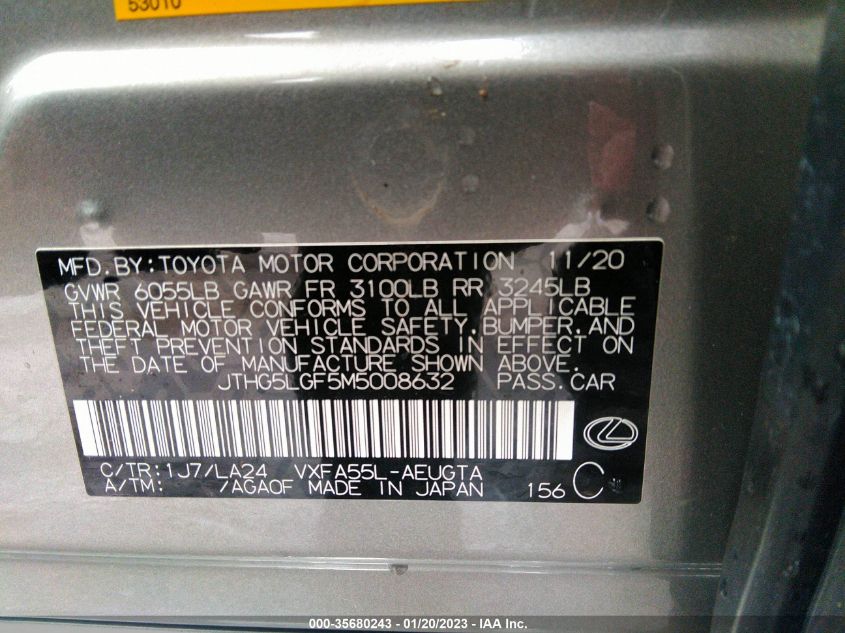 53010
MFD.BY:TOYOTA MOTOR CORPORATION 11/20
GVWR 6055LB GAWR FR 3100LB RR 3245LB
THIS VEHICLE CONFORMS TO ALL APPLICABLE
FEDERAL MOTOR VEHICLE SAFETY,BUMPER,AND
THEFT PREVENTION STANDARDS IN EFFECT ON
THE DATE OF MANUFACTURE SHOWN ABOVE.
JTHG5LGF5M5008632 PASS.CAR
C/TR:1J7/LA24 VXFA55L-AEUGTA
A/TM: /AGA0F MADE IN JAPAN 156 C
000-35680243 - 01/20/2023 - IAA Inc.